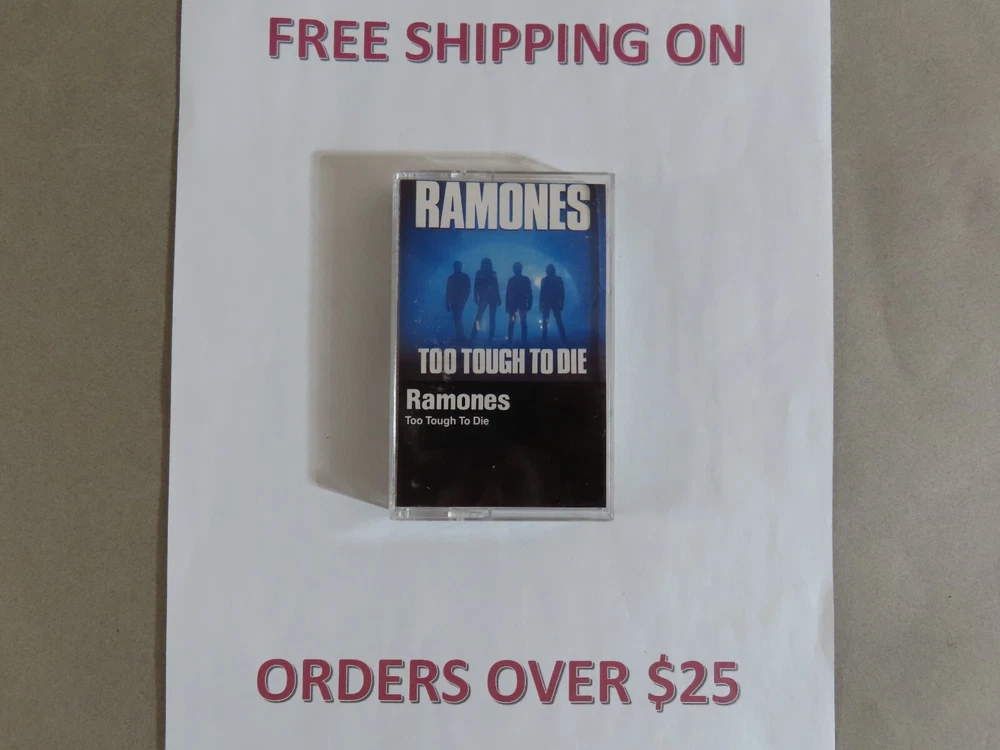 FREE SHIPPING ON
RAMONES
TOO TOUGH TO DIE
Ramones
Too Tough To Die
ORDERS OVER $25